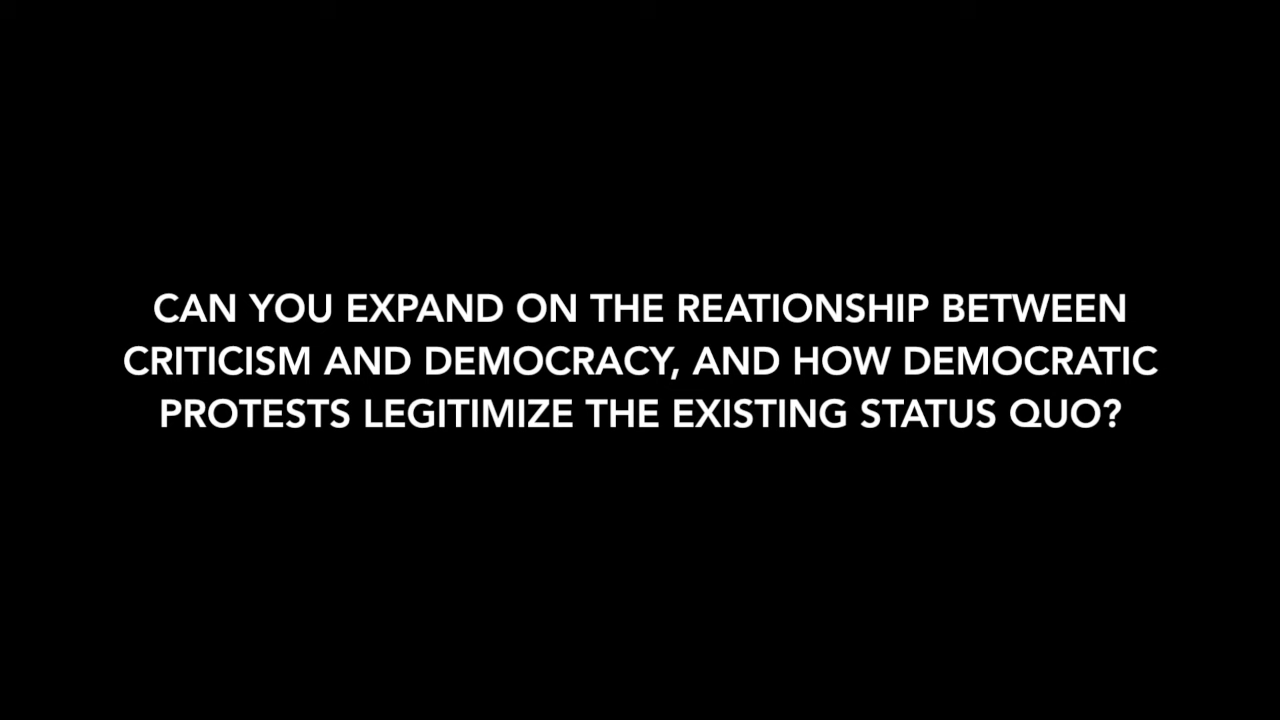 CAN YOU EXPAND ON THE REATIONSHIP BETWEEN
CRITICISM AND DEMOCRACY, AND HOW DEMOCRATIC
PROTESTS LEGITIMIZE THE EXISTING STATUS QUO?